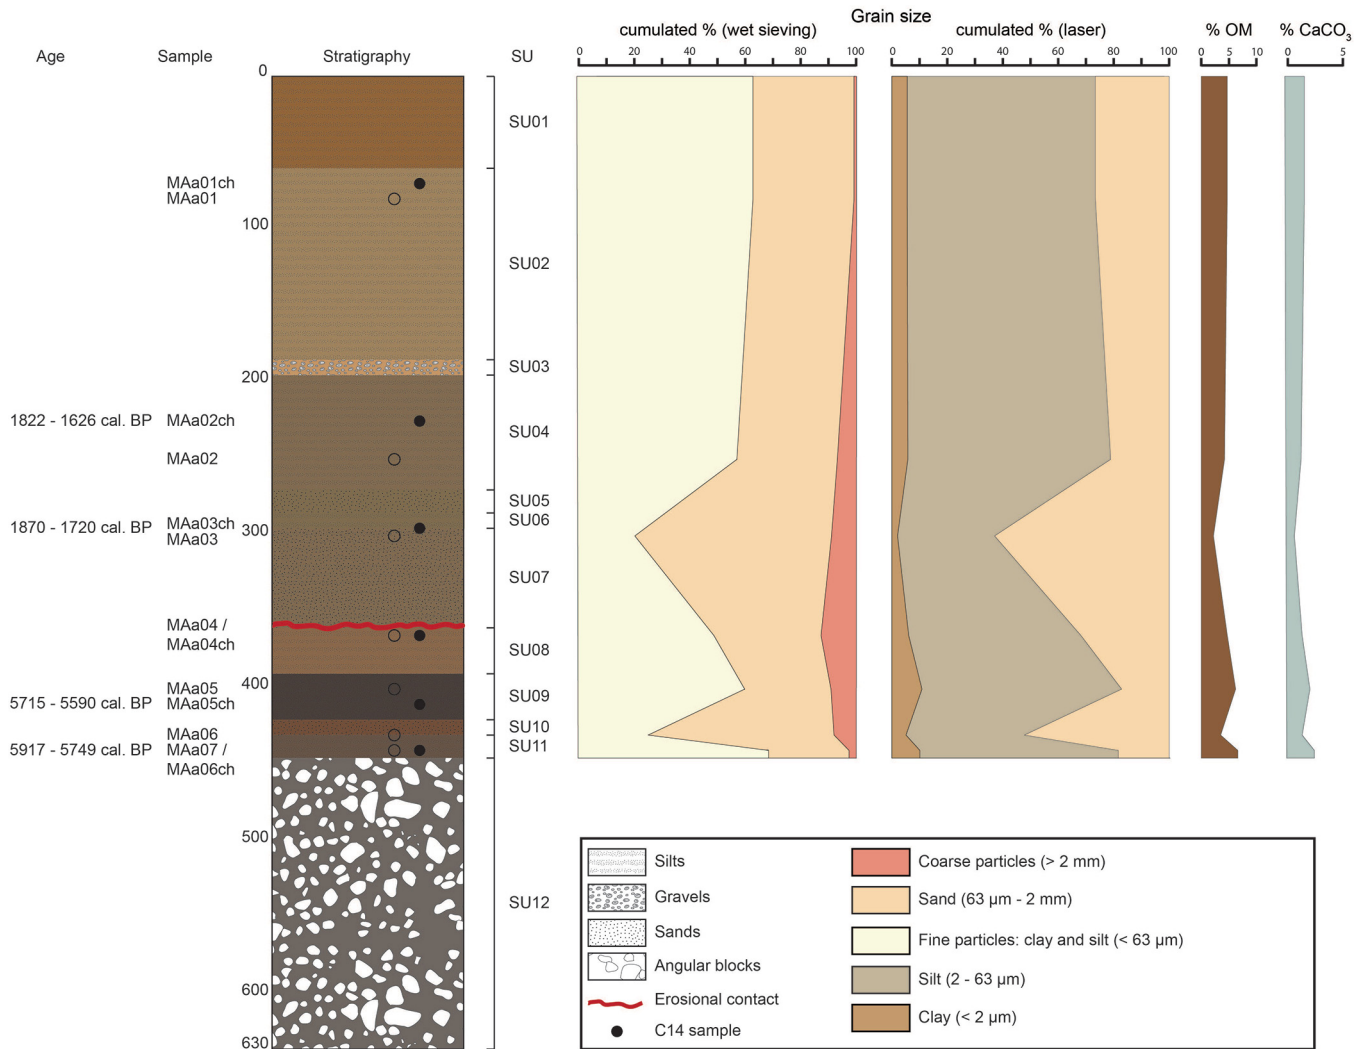 Grain size
cumulated % (wet sieving)
cumulated % (laser)
% OM
% CaCO₃
Age
Sample
Stratigraphy
SU
0 20 40 60 80 100
0 20 40 60 80 100
0 5 10
0 5
0
SU01
MAa01ch
MAa01
100
SU02
SU03
200
1822 - 1626 cal. BP
MAa02ch
SU04
MAa02
SU05
SU06
1870 - 1720 cal. BP
MAa03ch
300
MAa03
SU07
MAa04 /
MAa04ch
SU08
400
MAa05
SU09
5715 - 5590 cal. BP
MAa05ch
SU10
MAa06
SU11
5917 - 5749 cal. BP
MAa07 /
MAa06ch
500
SU12
600
630
Silts
Gravels
Sands
Angular blocks
Erosional contact
C14 sample
Coarse particles (> 2 mm)
Sand (63 µm - 2 mm)
Fine particles: clay and silt (< 63 µm)
Silt (2 - 63 µm)
Clay (< 2 µm)